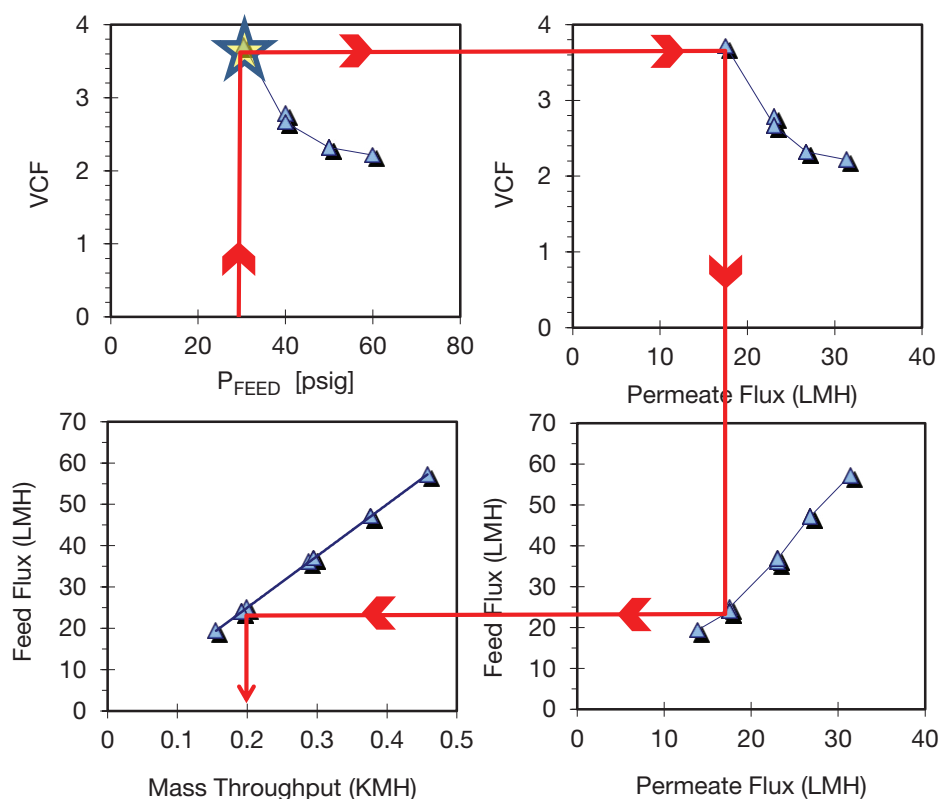 4
3
2
1
0
VCF
0 20 40 60 80
P_FEED [psig]
4
3
2
1
0
VCF
0 10 20 30 40
Permeate Flux (LMH)
70
60
50
40
30
20
10
0
Feed Flux (LMH)
0 0.1 0.2 0.3 0.4 0.5
Mass Throughput (KMH)
70
60
50
40
30
20
10
0
Feed Flux (LMH)
0 10 20 30 40
Permeate Flux (LMH)